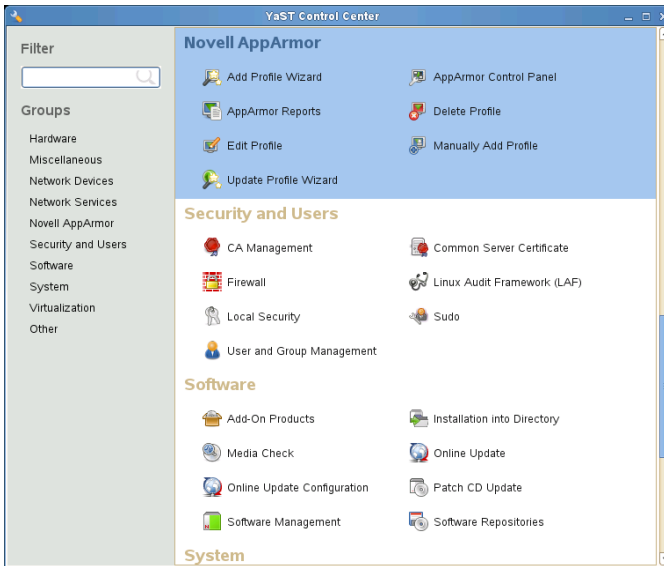 YaST Control Center
Filter
Groups
Hardware
Miscellaneous
Network Devices
Network Services
Novell AppArmor
Security and Users
Software
System
Virtualization
Other
Novell AppArmor
Add Profile Wizard
AppArmor Control Panel
AppArmor Reports
Delete Profile
Edit Profile
Manually Add Profile
Update Profile Wizard
Security and Users
CA Management
Common Server Certificate
Firewall
Linux Audit Framework (LAF)
Local Security
Sudo
User and Group Management
Software
Add-On Products
Installation into Directory
Media Check
Online Update
Online Update Configuration
Patch CD Update
Software Management
Software Repositories
System